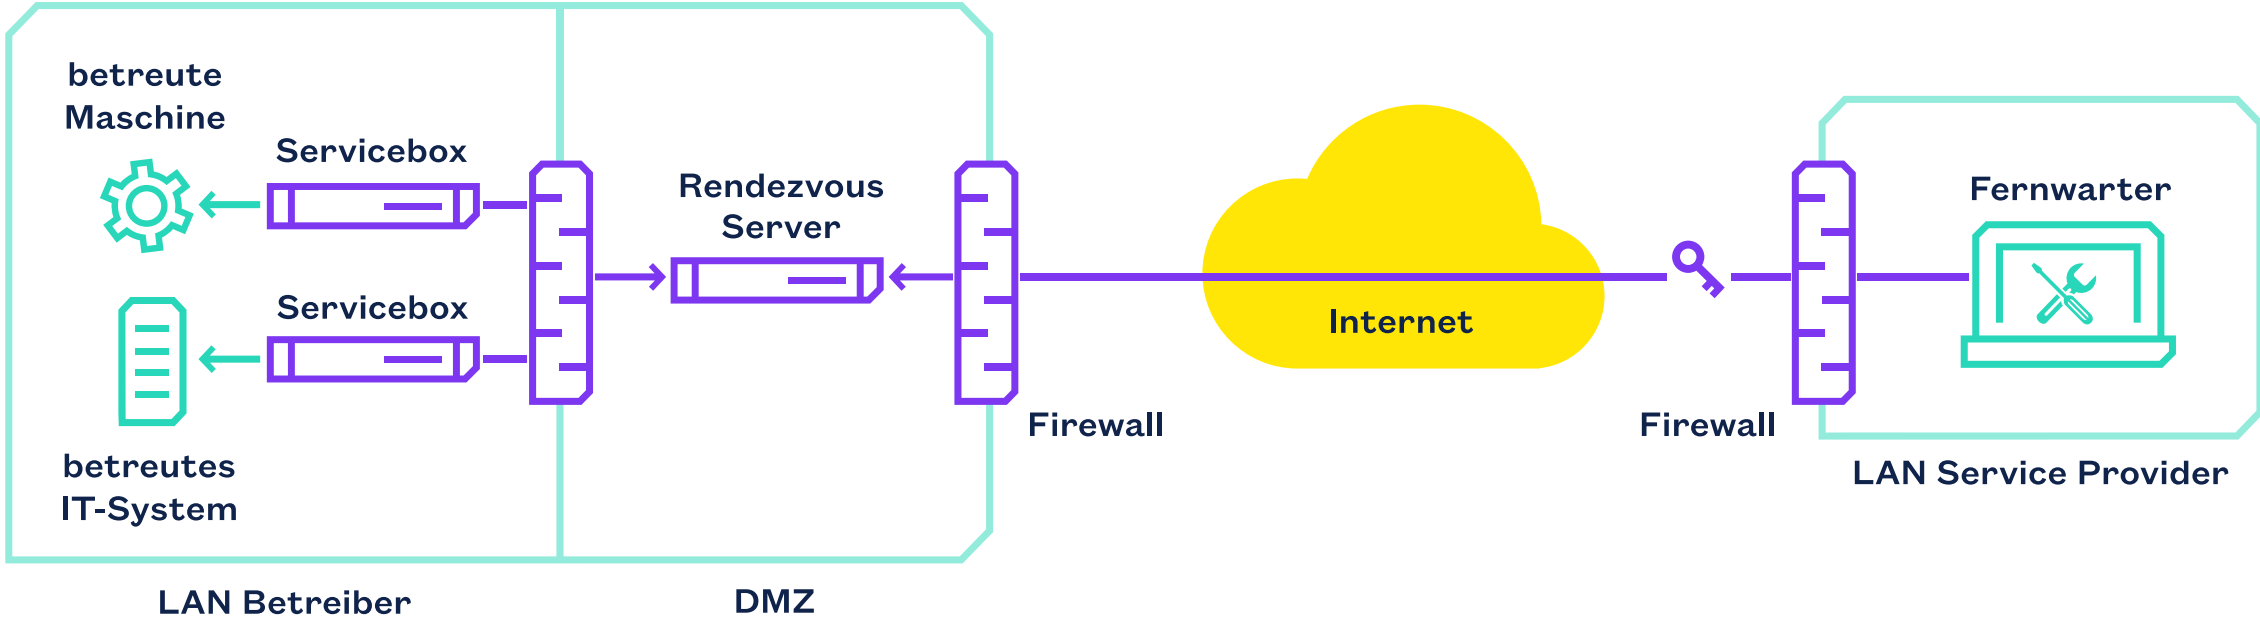 betreute
Maschine
Servicebox
Rendezvous
Server
Servicebox
betreutes
IT-System
LAN Betreiber
DMZ
Firewall
Internet
Firewall
Fernwarter
LAN Service Provider